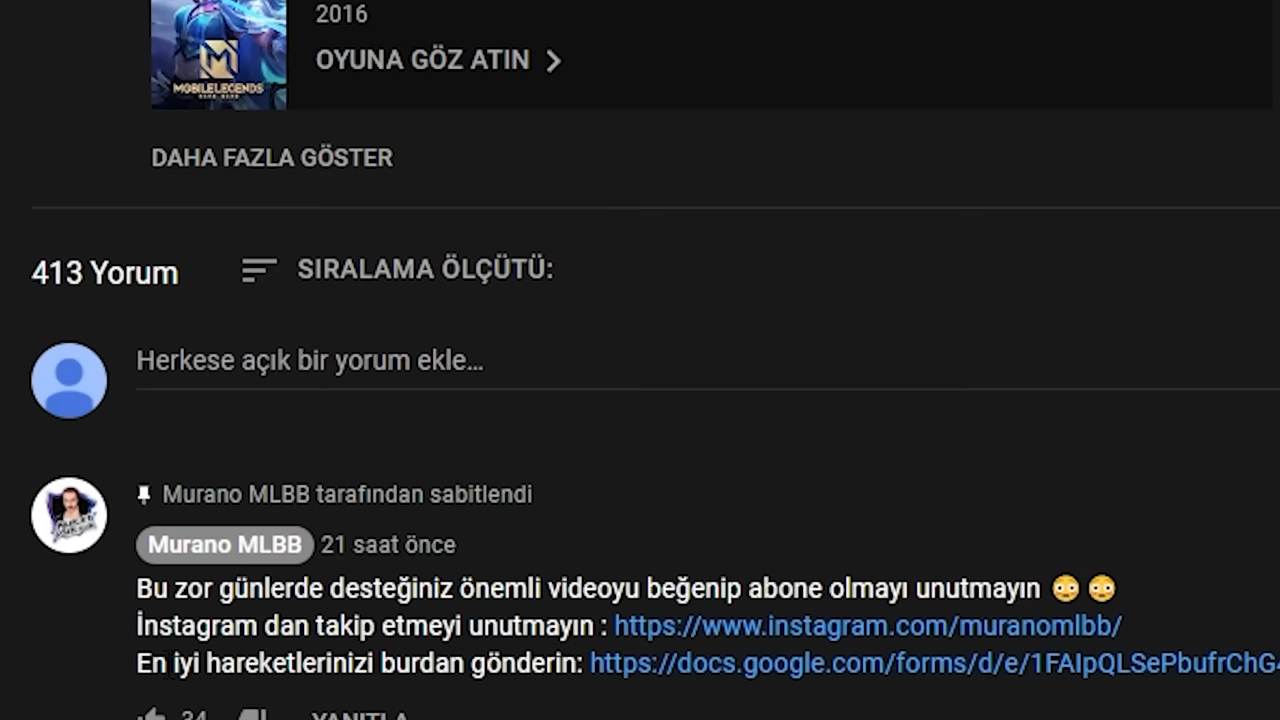 2016
OYUNA GÖZ ATIN
MOBILE LEGENDS
DAHA FAZLA GÖSTER
413 Yorum
SIRALAMA ÖLÇÜTÜ:
Herkese açık bir yorum ekle...
Murano MLBB tarafından sabitlendi
Murano MLBB 21 saat önce
Bu zor günlerde desteğiniz önemli videoyu beğenip abone olmayı unutmayın 😳 😳
İnstagram dan takip etmeyi unutmayın : https://www.instagram.com/muranomlbb/
En iyi hareketlerinizi burdan gönderin: https://docs.google.com/forms/d/e/1FAIpQLSePbufrChG
34 YANITLA